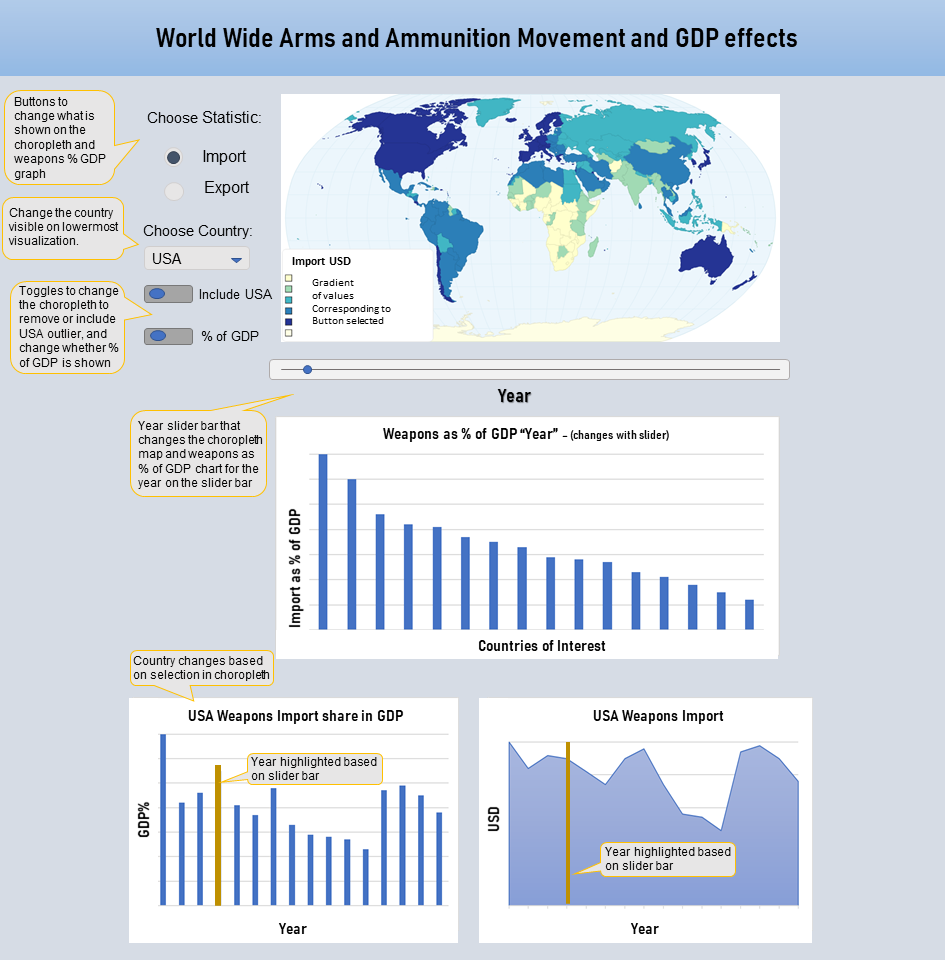 World Wide Arms and Ammunition Movement and GDP effects
Buttons to
change what is
shown on the
choropleth and
weapons % GDP
graph
Choose Statistic:
Import
Export
Change the country
visible on lowermost
visualization.
Choose Country:
USA
Toggles to change
the choropleth to
remove or include
USA outlier, and
change whether %
of GDP is shown
Include USA
% of GDP
Import USD
Gradient
of values
Corresponding to
Button selected
Year
Year slider bar that
changes the choropleth
map and weapons as
% of GDP chart for the
year on the slider bar
Weapons as % of GDP “Year” – (changes with slider)
Import as % of GDP
Countries of Interest
Country changes based
on selection in choropleth
USA Weapons Import share in GDP
Year highlighted based
on slider bar
GDP%
Year
USA Weapons Import
USD
Year highlighted based
on slider bar
Year